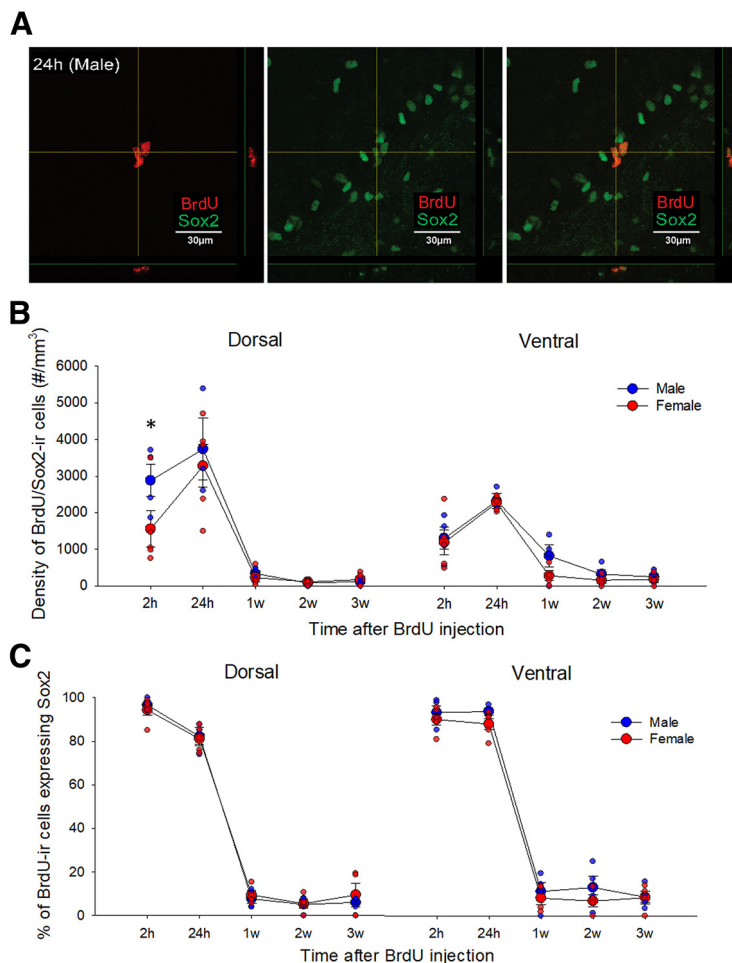 A
24h (Male)
BrdU
Sox2
30µm
BrdU
Sox2
30µm
BrdU
Sox2
30µm
B
Dorsal
Ventral
Density of BrdU/Sox2-ir cells (#/mm³)
6000
5000
4000
3000
2000
1000
0
*
Male
Female
2h 24h 1w 2w 3w 2h 24h 1w 2w 3w
Time after BrdU injection
C
Dorsal
Ventral
% of BrdU-ir cells expressing Sox2
100
80
60
40
20
0
Male
Female
2h 24h 1w 2w 3w 2h 24h 1w 2w 3w
Time after BrdU injection